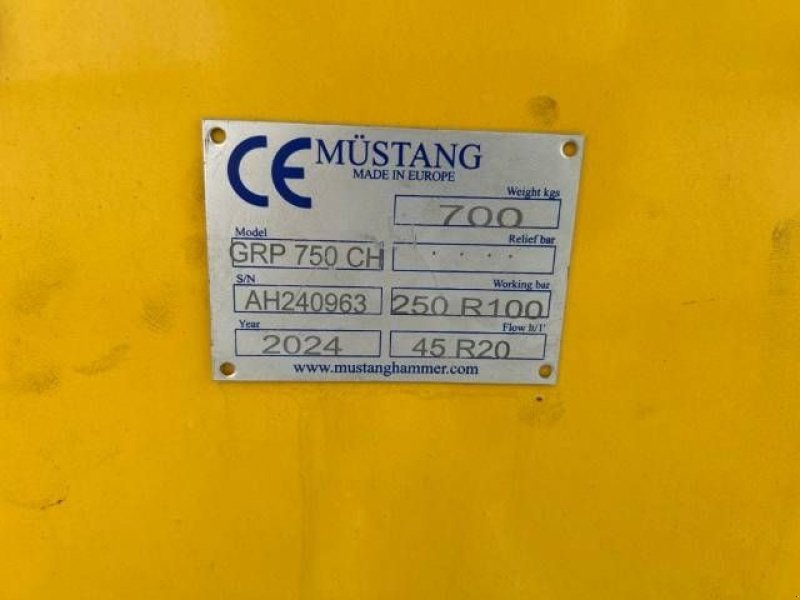 CE MÜSTANG
MADE IN EUROPE
Weight kgs
700
Model
Relief bar
GRP 750 CH
. . . .
S/N
Working bar
AH240963
250 R100
Year
Flow h/l'
2024
45 R20
www.mustanghammer.com